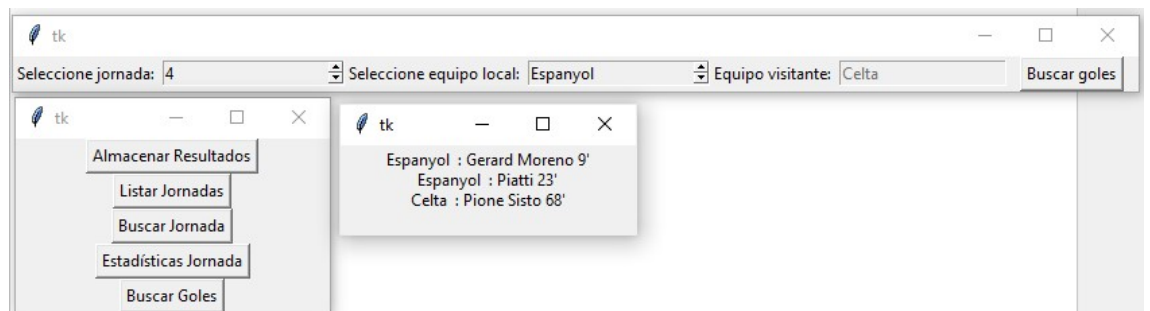 tk
Seleccione jornada: 4 Seleccione equipo local: Espanyol Equipo visitante: Celta Buscar goles
tk
Almacenar Resultados
Listar Jornadas
Buscar Jornada
Estadísticas Jornada
Buscar Goles
tk
Espanyol : Gerard Moreno 9'
Espanyol : Piatti 23'
Celta : Pione Sisto 68'